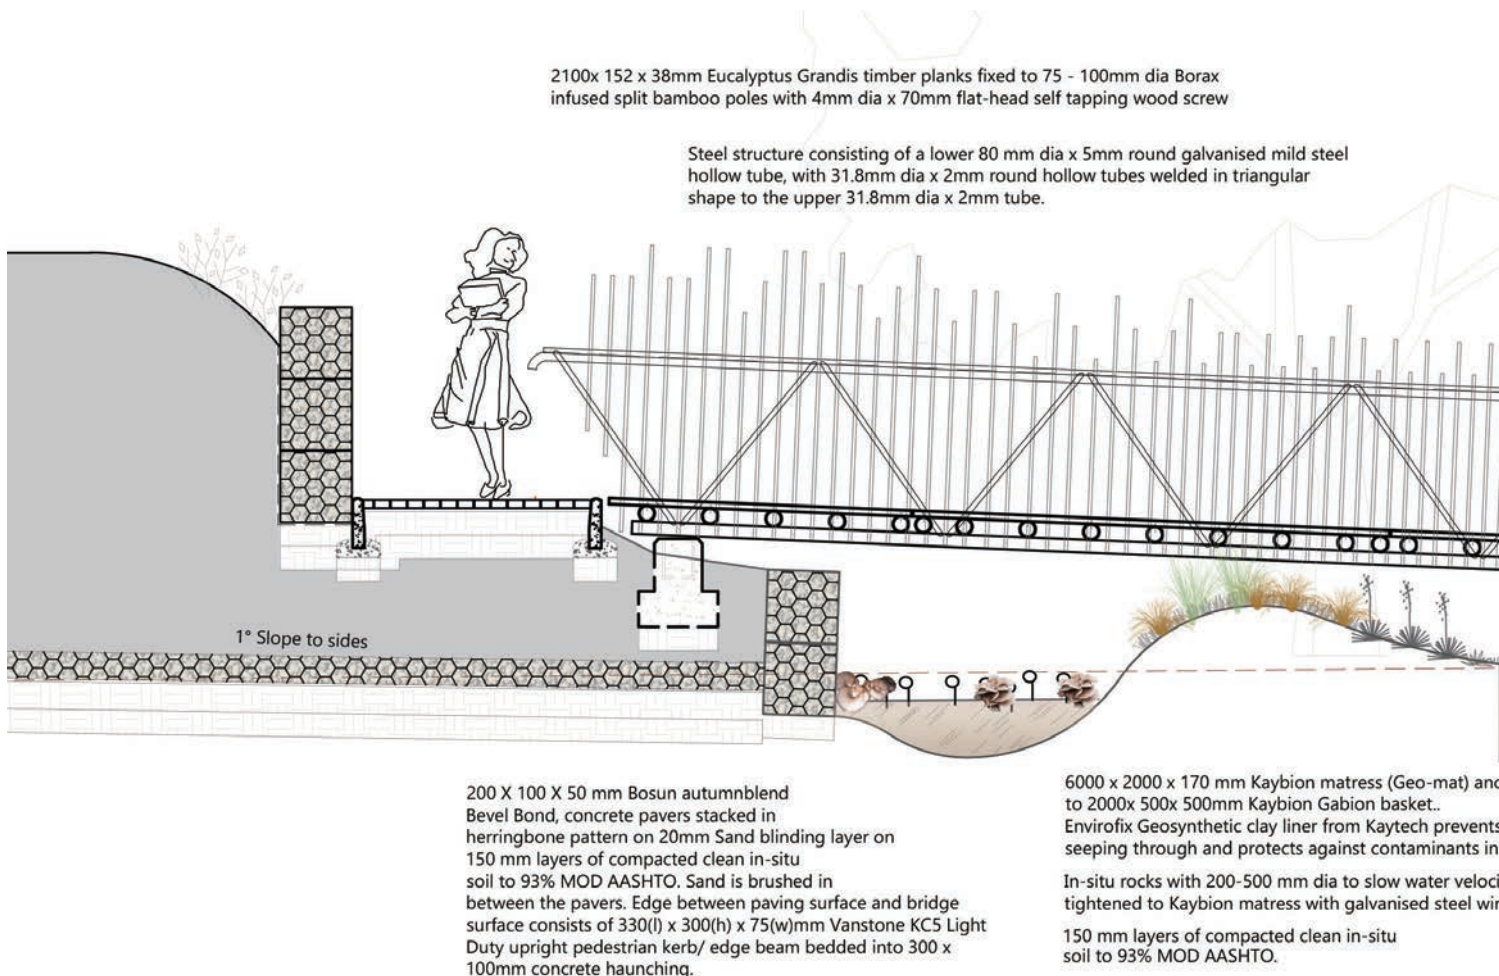 2100x 152 x 38mm Eucalyptus Grandis timber planks fixed to 75 - 100mm dia Borax
infused split bamboo poles with 4mm dia x 70mm flat-head self tapping wood screw
Steel structure consisting of a lower 80 mm dia x 5mm round galvanised mild steel
hollow tube, with 31.8mm dia x 2mm round hollow tubes welded in triangular
shape to the upper 31.8mm dia x 2mm tube.
1° Slope to sides
200 X 100 X 50 mm Bosun autumnblend
Bevel Bond, concrete pavers stacked in
herringbone pattern on 20mm Sand blinding layer on
150 mm layers of compacted clean in-situ
soil to 93% MOD AASHTO. Sand is brushed in
between the pavers. Edge between paving surface and bridge
surface consists of 330(l) x 300(h) x 75(w)mm Vanstone KC5 Light
Duty upright pedestrian kerb/ edge beam bedded into 300 x
100mm concrete haunching.
6000 x 2000 x 170 mm Kaybion matress (Geo-mat) and
to 2000x 500x 500mm Kaybion Gabion basket..
Envirofix Geosynthetic clay liner from Kaytech prevents
seeping through and protects against contaminants in
In-situ rocks with 200-500 mm dia to slow water veloci
tightened to Kaybion matress with galvanised steel wir
150 mm layers of compacted clean in-situ
soil to 93% MOD AASHTO.